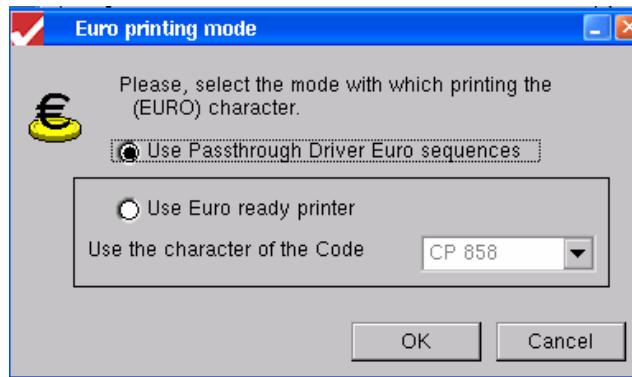 Euro printing mode
Please, select the mode with which printing the
(EURO) character.
€
Use Passthrough Driver Euro sequences
Use Euro ready printer
Use the character of the Code
CP 858
OK
Cancel